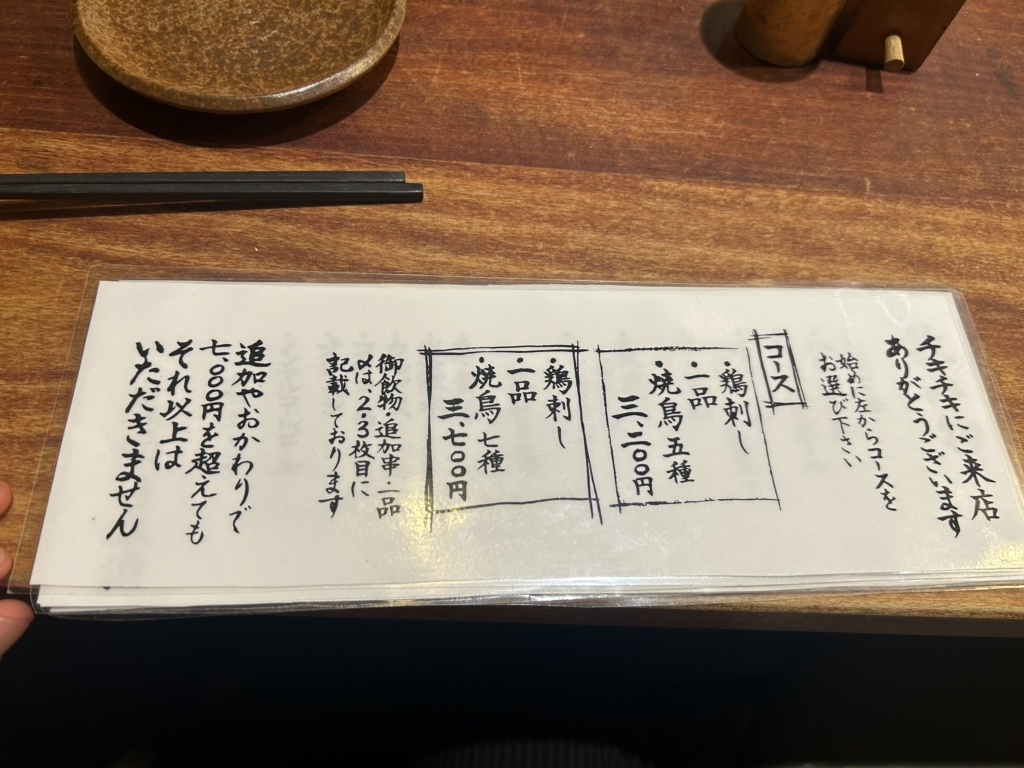 チキチキにご来店
ありがとうございます
始めに左からコースを
お選び下さい
コース
・鶏刺し
・一品
・焼鳥 五種
三、二〇〇円
・鶏刺し
・一品
・焼鳥 七種
三、七〇〇円
御飲物・追加串・一品
〆は、2・3枚目に
記載しております
追加やおかわりで
七、〇〇〇円を超えても
それ以上は
いただきません